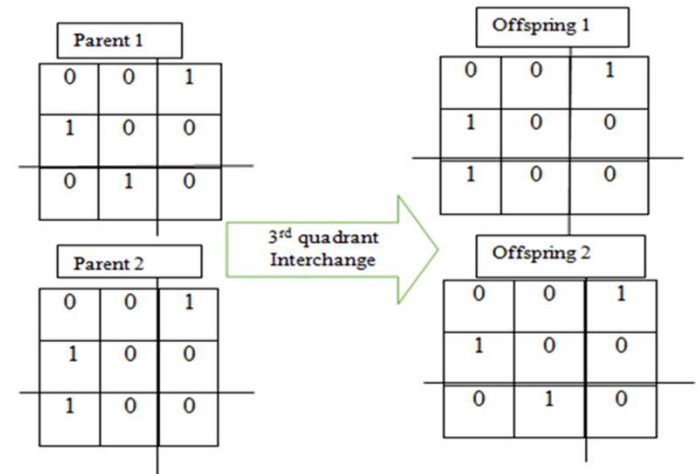 Parent 1
0 0 1
1 0 0
0 1 0
Parent 2
0 0 1
1 0 0
1 0 0
3rd quadrant
Interchange
Offspring 1
0 0 1
1 0 0
1 0 0
Offspring 2
0 0 1
1 0 0
0 1 0